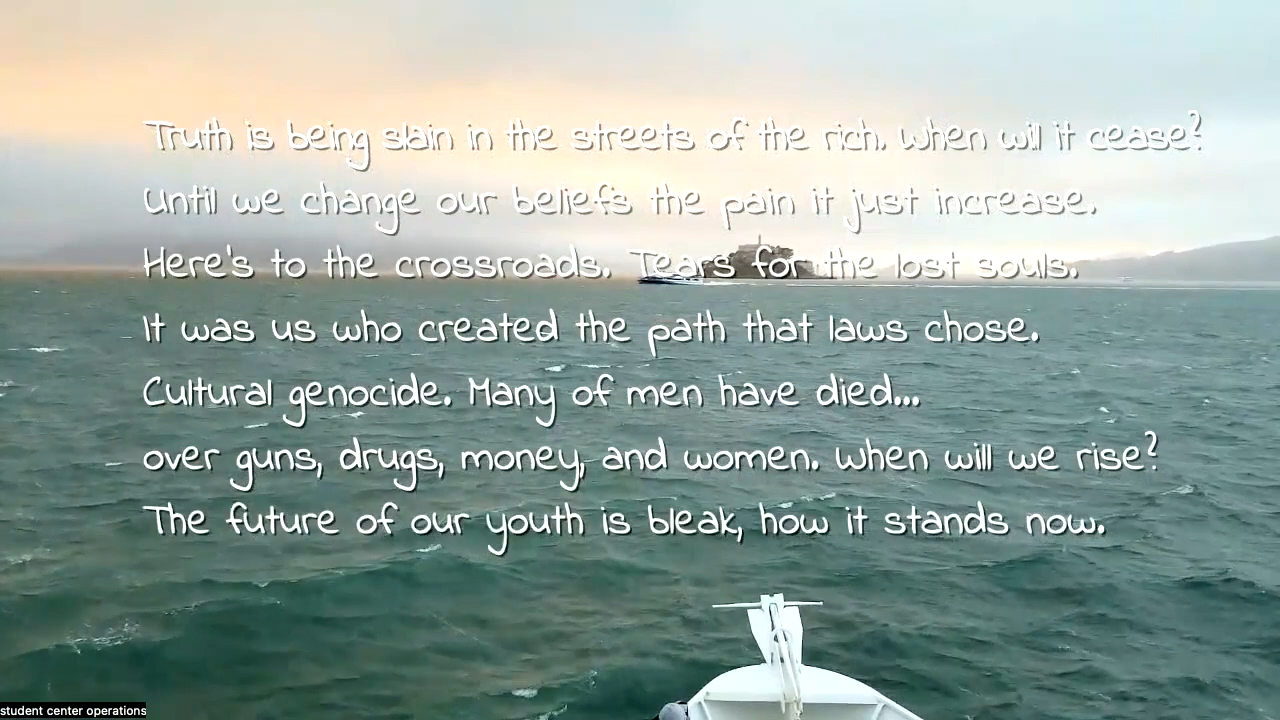 Truth is being slain in the streets of the rich. When will it cease?
Until we change our beliefs the pain it just increase.
Here's to the crossroads. Tears for the lost souls.
It was us who created the path that laws chose.
Cultural genocide. Many of men have died...
over guns, drugs, money, and women. When will we rise?
The future of our youth is bleak, how it stands now.
student center operations